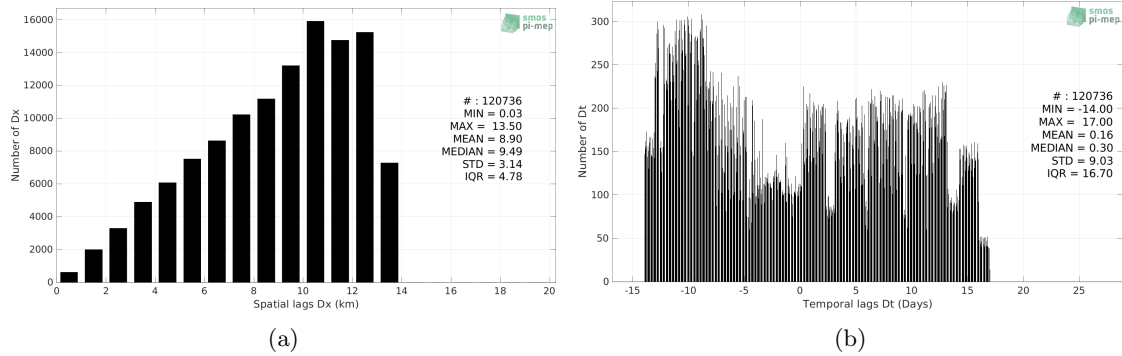 smos
pi-mep
16000
14000
12000
10000
8000
6000
4000
2000
0
Number of Dx
# : 120736
MIN = 0.03
MAX = 13.50
MEAN = 8.90
MEDIAN = 9.49
STD = 3.14
IQR = 4.78
0 2 4 6 8 10 12 14 16 18 20
Spatial lags Dx (km)
(a)
smos
pi-mep
300
250
200
150
100
50
0
Number of Dt
# : 120736
MIN = -14.00
MAX = 17.00
MEAN = 0.16
MEDIAN = 0.30
STD = 9.03
IQR = 16.70
-15 -10 -5 0 5 10 15 20 25
Temporal lags Dt (Days)
(b)